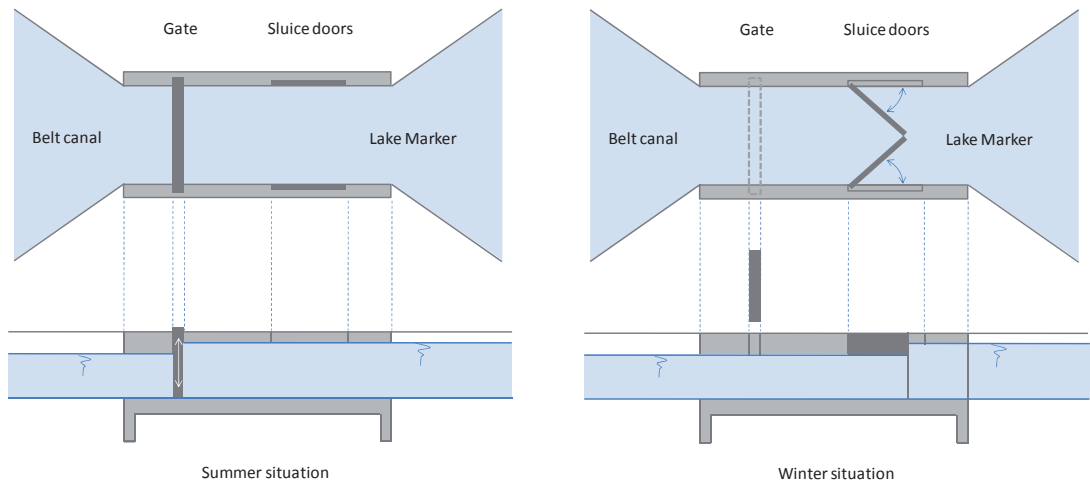 Gate
Sluice doors
Belt canal
Lake Marker
Summer situation
Gate
Sluice doors
Belt canal
Lake Marker
Winter situation